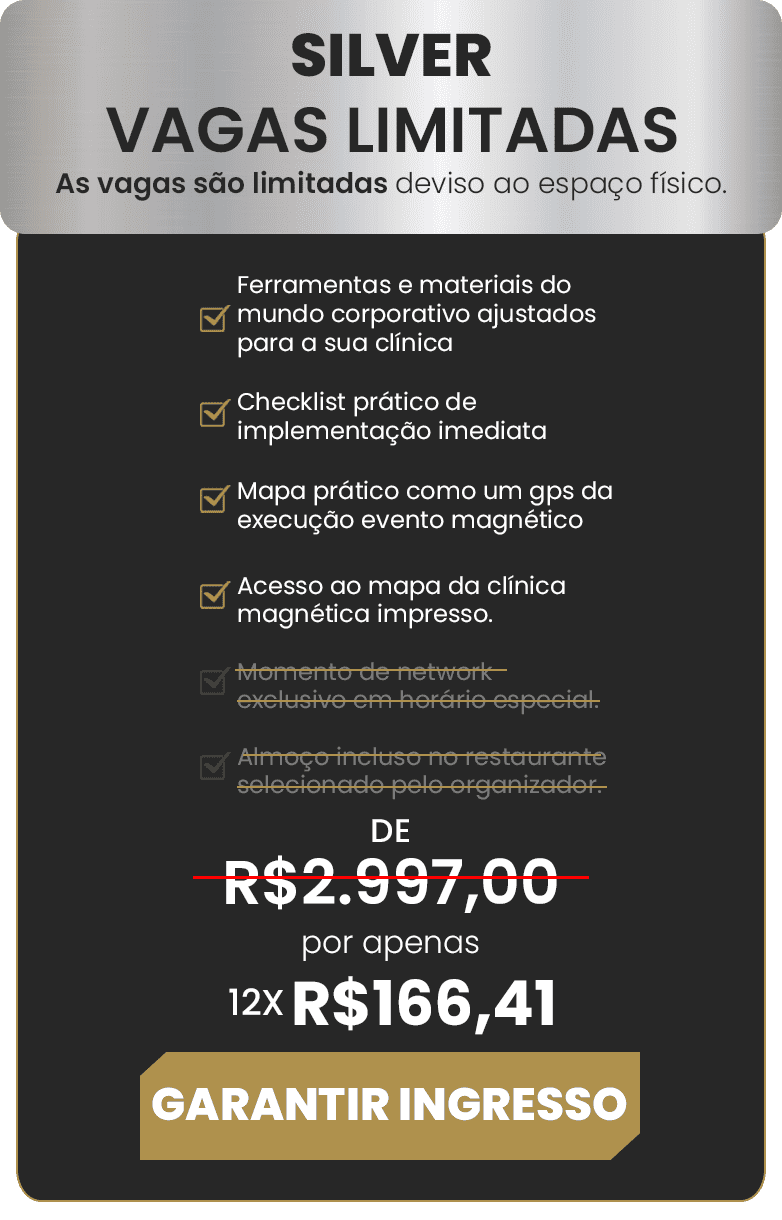 SILVER
VAGAS LIMITADAS
As vagas são limitadas deviso ao espaço físico.
Ferramentas e materiais do
mundo corporativo ajustados
para a sua clínica
Checklist prático de
implementação imediata
Mapa prático como um gps da
execução evento magnético
Acesso ao mapa da clínica
magnética impresso.
Momento de network
exclusivo em horário especial.
Almoço incluso no restaurante
selecionado pelo organizador.
DE
R$2.997,00
por apenas
12X R$166,41
GARANTIR INGRESSO